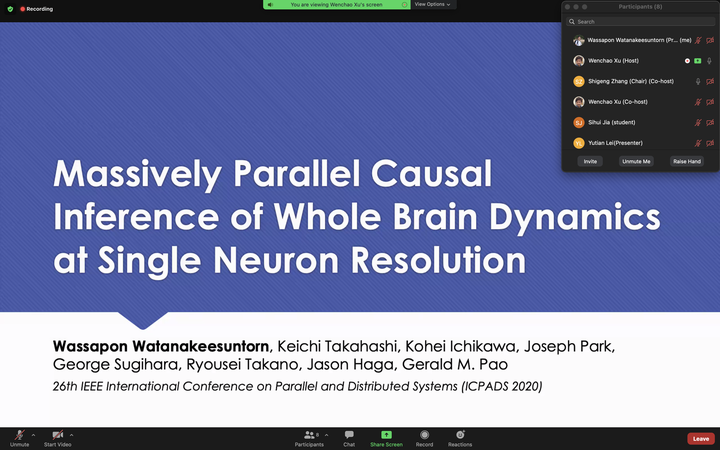 Recording
You are viewing Wenchao Xu's screen
View Options
Participants (8)
Search
Wassapon Watanakeesuntorn (Pr... (me)
Wenchao Xu (Host)
SZ Shigeng Zhang (Chair) (Co-host)
Wenchao Xu (Co-host)
SJ Sihui Jia (student)
YL Yutian Lei(Presenter)
Invite
Unmute Me
Raise Hand
Massively Parallel Causal
Inference of Whole Brain Dynamics
at Single Neuron Resolution
Wassapon Watanakeesuntorn, Keichi Takahashi, Kohei Ichikawa, Joseph Park,
George Sugihara, Ryousei Takano, Jason Haga, Gerald M. Pao
26th IEEE International Conference on Parallel and Distributed Systems (ICPADS 2020)
Unmute
Start Video
Participants 8
Chat
Share Screen
Record
Reactions
Leave